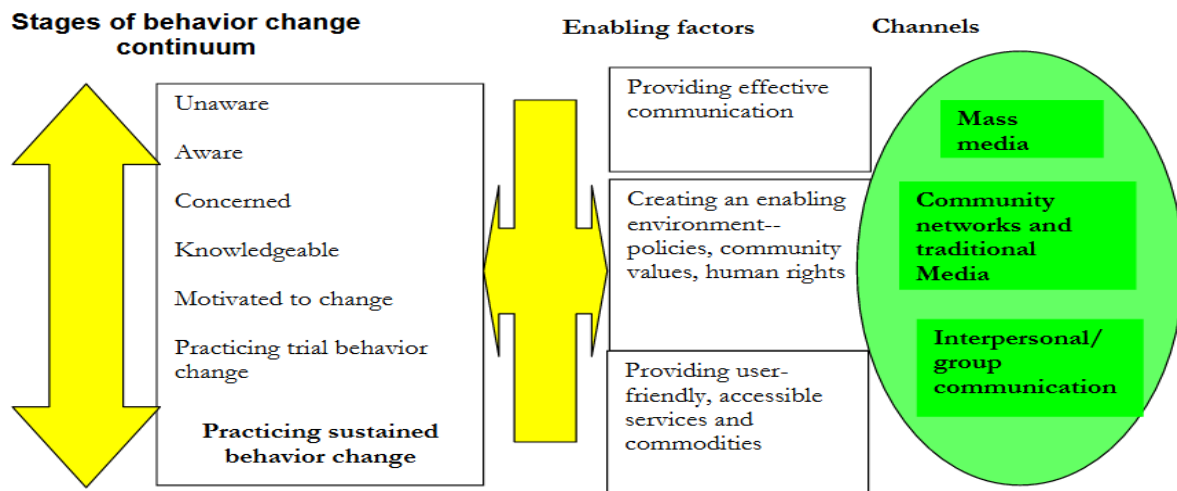 Stages of behavior change
continuum
Unaware
Aware
Concerned
Knowledgeable
Motivated to change
Practicing trial behavior
change
Practicing sustained
behavior change
Enabling factors
Providing effective
communication
Creating an enabling
environment--
policies, community
values, human rights
Providing user-
friendly, accessible
services and
commodities
Channels
Mass
media
Community
networks and
traditional
Media
Interpersonal/
group
communication